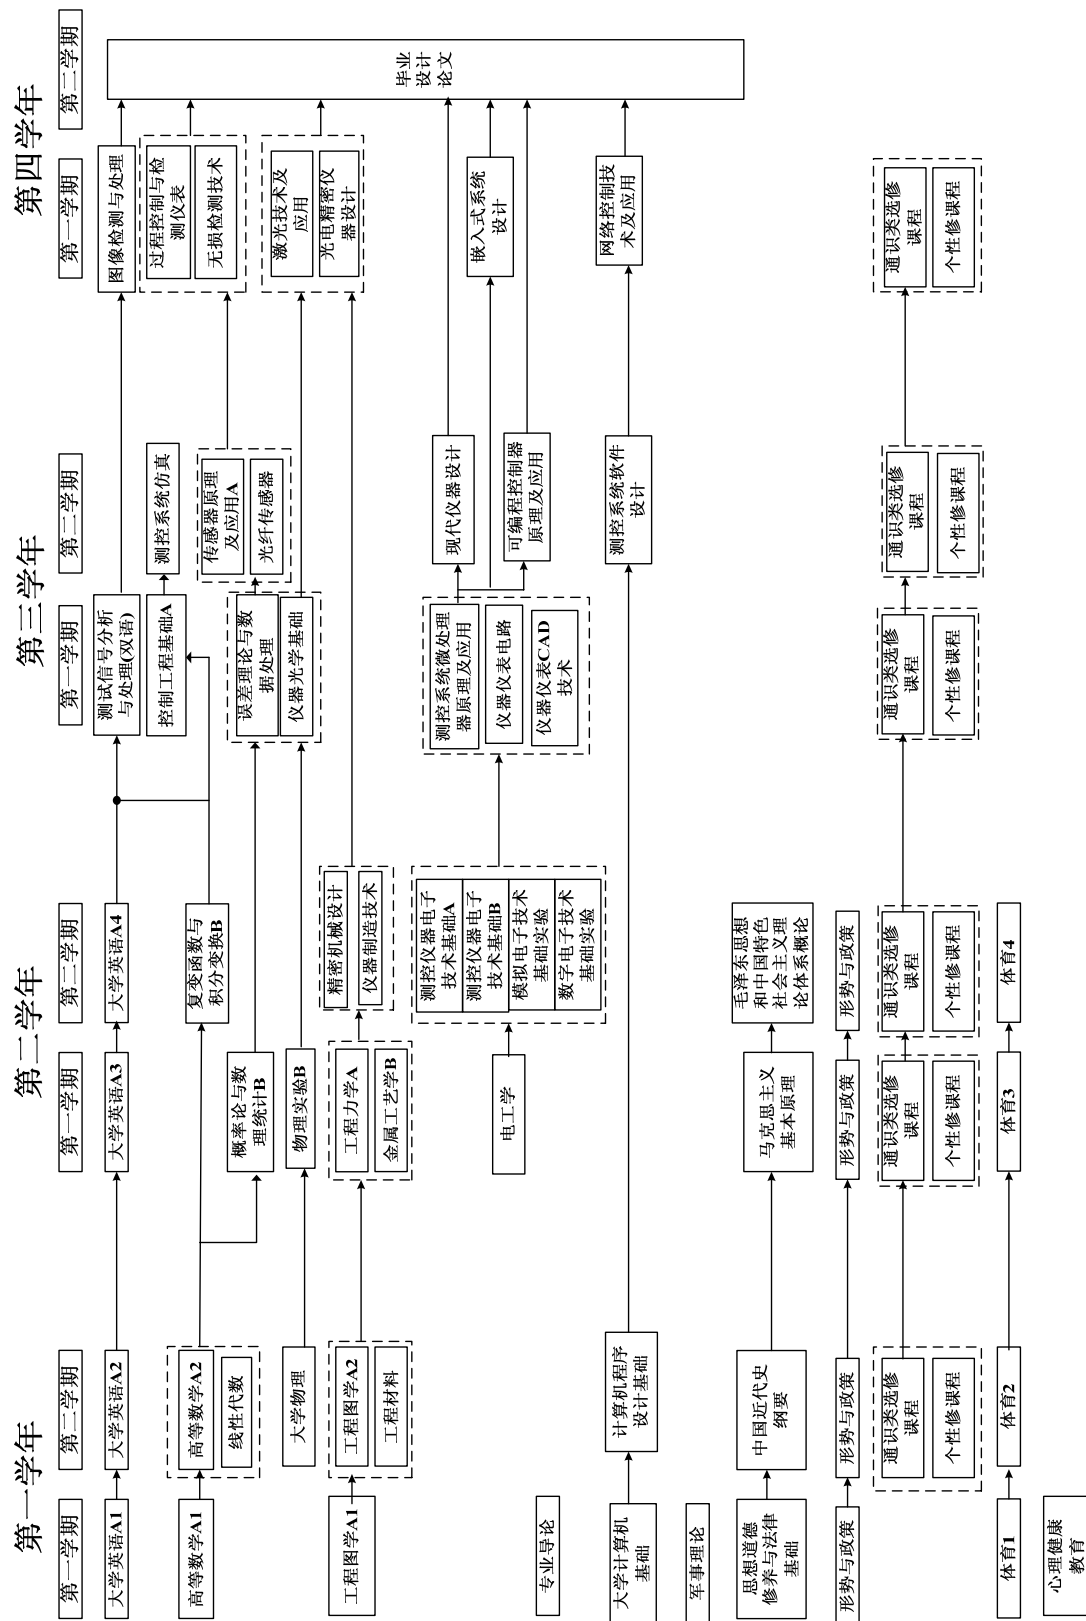 第一学年
第二学年
第三学年
第四学年
第一学期
第二学期
第一学期
第二学期
第一学期
第二学期
第一学期
第二学期
大学英语A1
大学英语A2
大学英语A3
大学英语A4
测试信号分析
与处理(双语)
图像检测与处理
控制工程基础A
测控系统仿真
过程控制与检
测仪表
无损检测技术
高等数学A1
高等数学A2
线性代数
复变函数与
积分变换B
概率论与数
理统计B
误差理论与数
据处理
仪器光学基础
传感器原理
及应用A
光纤传感器
激光技术及
应用
光电精密仪
器设计
大学物理
物理实验B
工程图学A1
工程图学A2
工程材料
工程力学A
金属工艺学B
精密机械设计
仪器制造技术
毕业
设计
论文
电工学
测控仪器电子
技术基础A
测控仪器电子
技术基础B
模拟电子技术
基础实验
数字电子技术
基础实验
测控系统微处理
器原理及应用
仪器仪表电路
仪器仪表CAD
技术
现代仪器设计
可编程控制器
原理及应用
嵌入式系统
设计
专业导论
大学计算机
基础
计算机程序
设计基础
测控系统软件
设计
网络控制技
术及应用
军事理论
思想道德
修养与法律
基础
中国近代史
纲要
马克思主义
基本原理
毛泽东思想
和中国特色
社会主义理
论体系概论
形势与政策
形势与政策
形势与政策
形势与政策
通识类选修
课程
个性修课程
通识类选修
课程
个性修课程
通识类选修
课程
个性修课程
通识类选修
课程
个性修课程
通识类选修
课程
个性修课程
通识类选修
课程
个性修课程
体育1
体育2
体育3
体育4
心理健康
教育